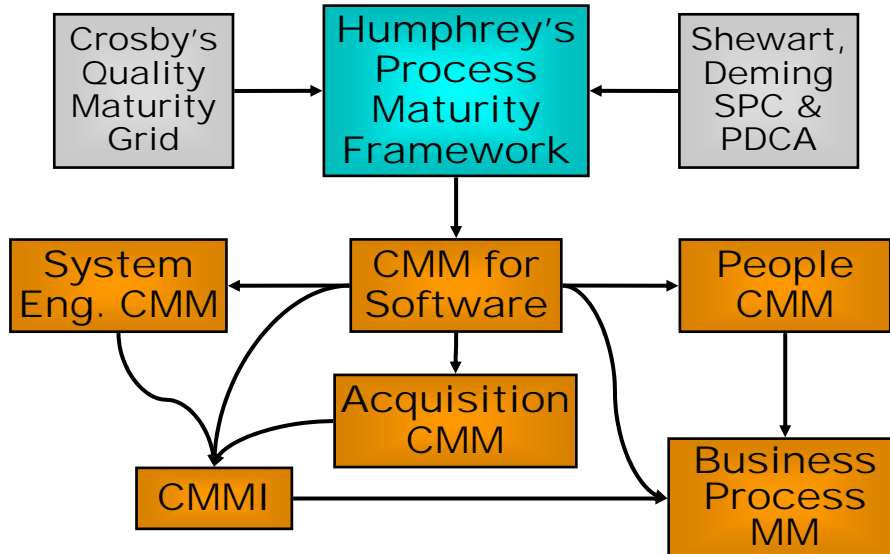 Crosby's
Quality
Maturity
Grid
Humphrey's
Process
Maturity
Framework
Shewart,
Deming
SPC &
PDCA
System
Eng. CMM
CMM for
Software
People
CMM
Acquisition
CMM
CMMI
Business
Process
MM